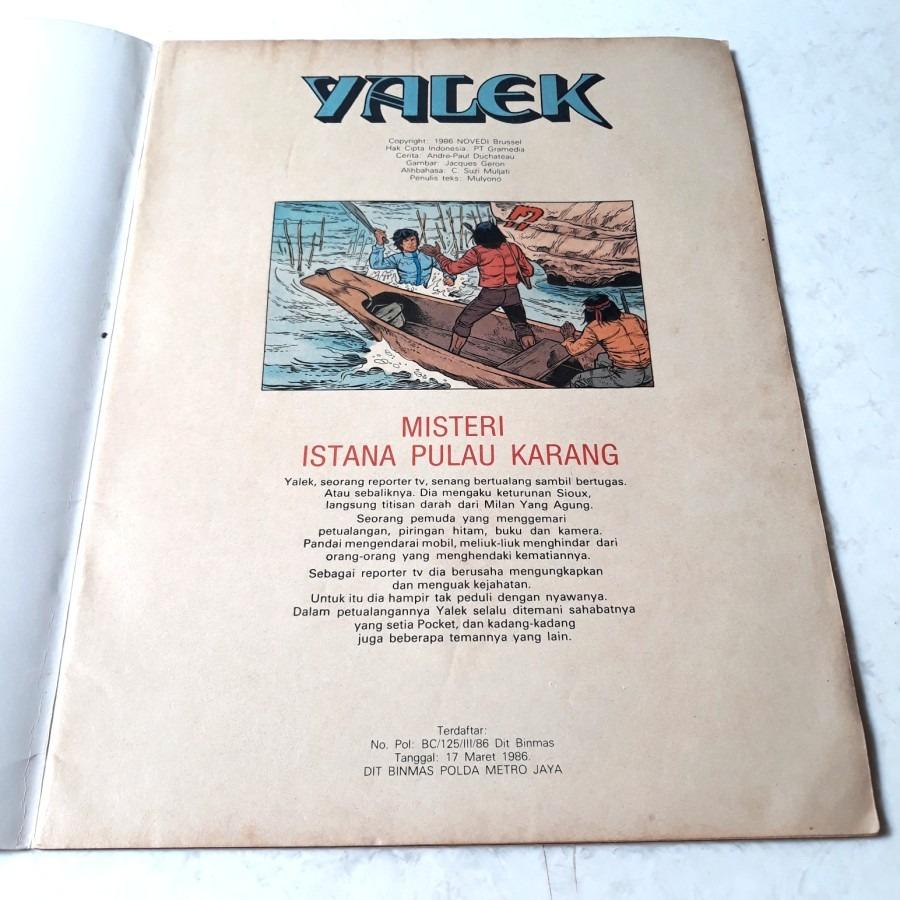 YALEK
Copyright: 1986 NOVEDI Brussel
Hak Cipta Indonesia: PT Gramedia
Cerita: Andre-Paul Duchateau
Gambar: Jacques Geron
Alihbahasa: C. Suzi Muljati
Penulis teks: Mulyono
MISTERI
ISTANA PULAU KARANG
Yalek, seorang reporter tv, senang bertualang sambil bertugas.
Atau sebaliknya. Dia mengaku keturunan Sioux,
langsung titisan darah dari Milan Yang Agung.
Seorang pemuda yang menggemari
petualangan, piringan hitam, buku dan kamera.
Pandai mengendarai mobil, meliuk-liuk menghindar dari
orang-orang yang menghendaki kematiannya.
Sebagai reporter tv dia berusaha mengungkapkan
dan menguak kejahatan.
Untuk itu dia hampir tak peduli dengan nyawanya.
Dalam petualangannya Yalek selalu ditemani sahabatnya
yang setia Pocket, dan kadang-kadang
juga beberapa temannya yang lain.
Terdaftar:
No. Pol: BC/125/III/86 Dit Binmas
Tanggal: 17 Maret 1986.
DIT BINMAS POLDA METRO JAYA